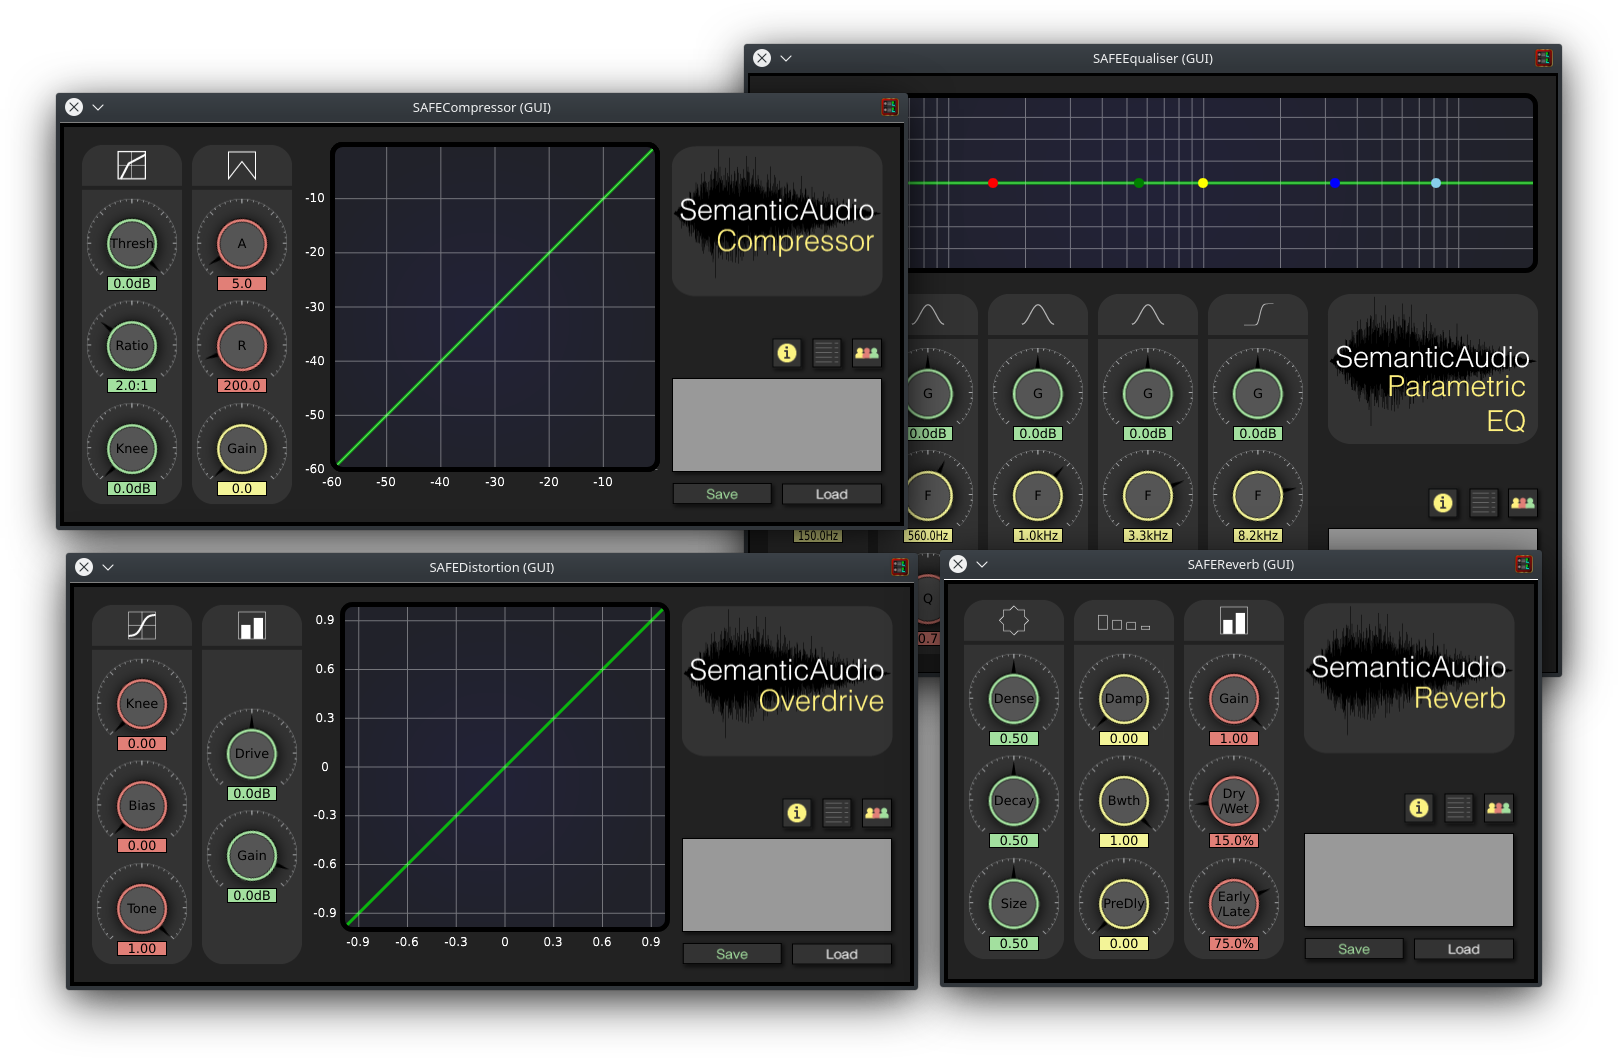 SAFEEqualiser (GUI)
SAFECompressor (GUI)
Thresh
A
0.0dB
5.0
Ratio
R
2.0:1
200.0
Knee
Gain
0.0dB
0.0
-10
-20
-30
-40
-50
-60
-60 -50 -40 -30 -20 -10
SemanticAudio
Compressor
i
Save
Load
G
G
G
G
0.0dB
0.0dB
0.0dB
0.0dB
F
F
F
F
150.0Hz
560.0Hz
1.0kHz
3.3kHz
8.2kHz
Q
0.7
SemanticAudio
Parametric
EQ
i
SAFEDistortion (GUI)
Knee
0.00
Drive
0.0dB
Bias
0.00
Gain
0.0dB
Tone
1.00
0.9
0.6
0.3
0
-0.3
-0.6
-0.9
-0.9 -0.6 -0.3 0 0.3 0.6 0.9
SemanticAudio
Overdrive
i
Save
Load
SAFEReverb (GUI)
Dense
Damp
Gain
0.50
0.00
1.00
Decay
Bwth
Dry
/Wet
0.50
1.00
15.0%
Size
PreDly
Early
/Late
0.50
0.00
75.0%
SemanticAudio
Reverb
i
Save
Load